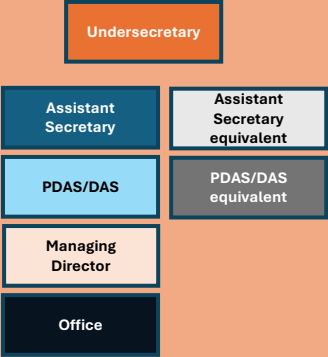 Undersecretary
Assistant
Secretary
Assistant
Secretary
equivalent
PDAS/DAS
PDAS/DAS
equivalent
Managing
Director
Office